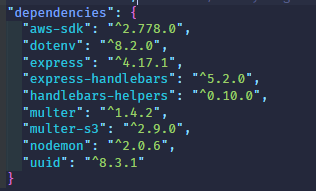 "dependencies": {
"aws-sdk": "^2.778.0",
"dotenv": "^8.2.0",
"express": "^4.17.1",
"express-handlebars": "^5.2.0",
"handlebars-helpers": "^0.10.0",
"multer": "^1.4.2",
"multer-s3": "^2.9.0",
"nodemon": "^2.0.6",
"uuid": "^8.3.1"
}